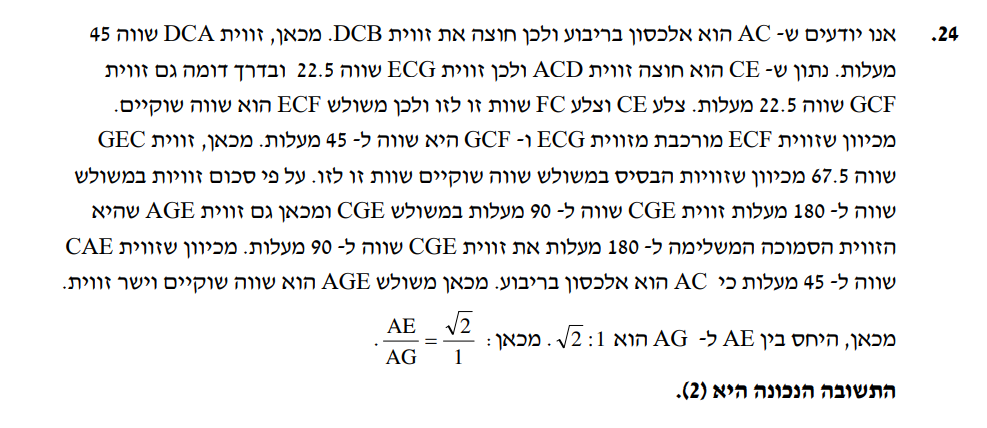 24. אנו יודעים ש- AC הוא אלכסון בריבוע ולכן חוצה את זווית DCB. מכאן, זווית DCA שווה 45
מעלות. נתון ש- CE הוא חוצה זווית ACD ולכן זווית ECG שווה 22.5 ובדרך דומה גם זווית
GCF שווה 22.5 מעלות. צלע CE וצלע FC שוות זו לזו ולכן משולש ECF הוא שווה שוקיים.
מכיוון שזווית ECF מורכבת מזווית ECG ו- GCF היא שווה ל- 45 מעלות. מכאן, זווית GEC
שווה 67.5 מכיוון שזוויות הבסיס במשולש שווה שוקיים שוות זו לזו. על פי סכום זוויות במשולש
שווה ל- 180 מעלות זווית CGE שווה ל- 90 מעלות במשולש CGE ומכאן גם זווית AGE שהיא
הזווית הסמוכה המשלימה ל- 180 מעלות את זווית CGE שווה ל- 90 מעלות. מכיוון שזווית CAE
שווה ל- 45 מעלות כי AC הוא אלכסון בריבוע. מכאן משולש AGE הוא שווה שוקיים וישר זווית.
מכאן, היחס בין AE ל- AG הוא √2 : 1. מכאן: AE/AG = √2/1.
התשובה הנכונה היא (2).